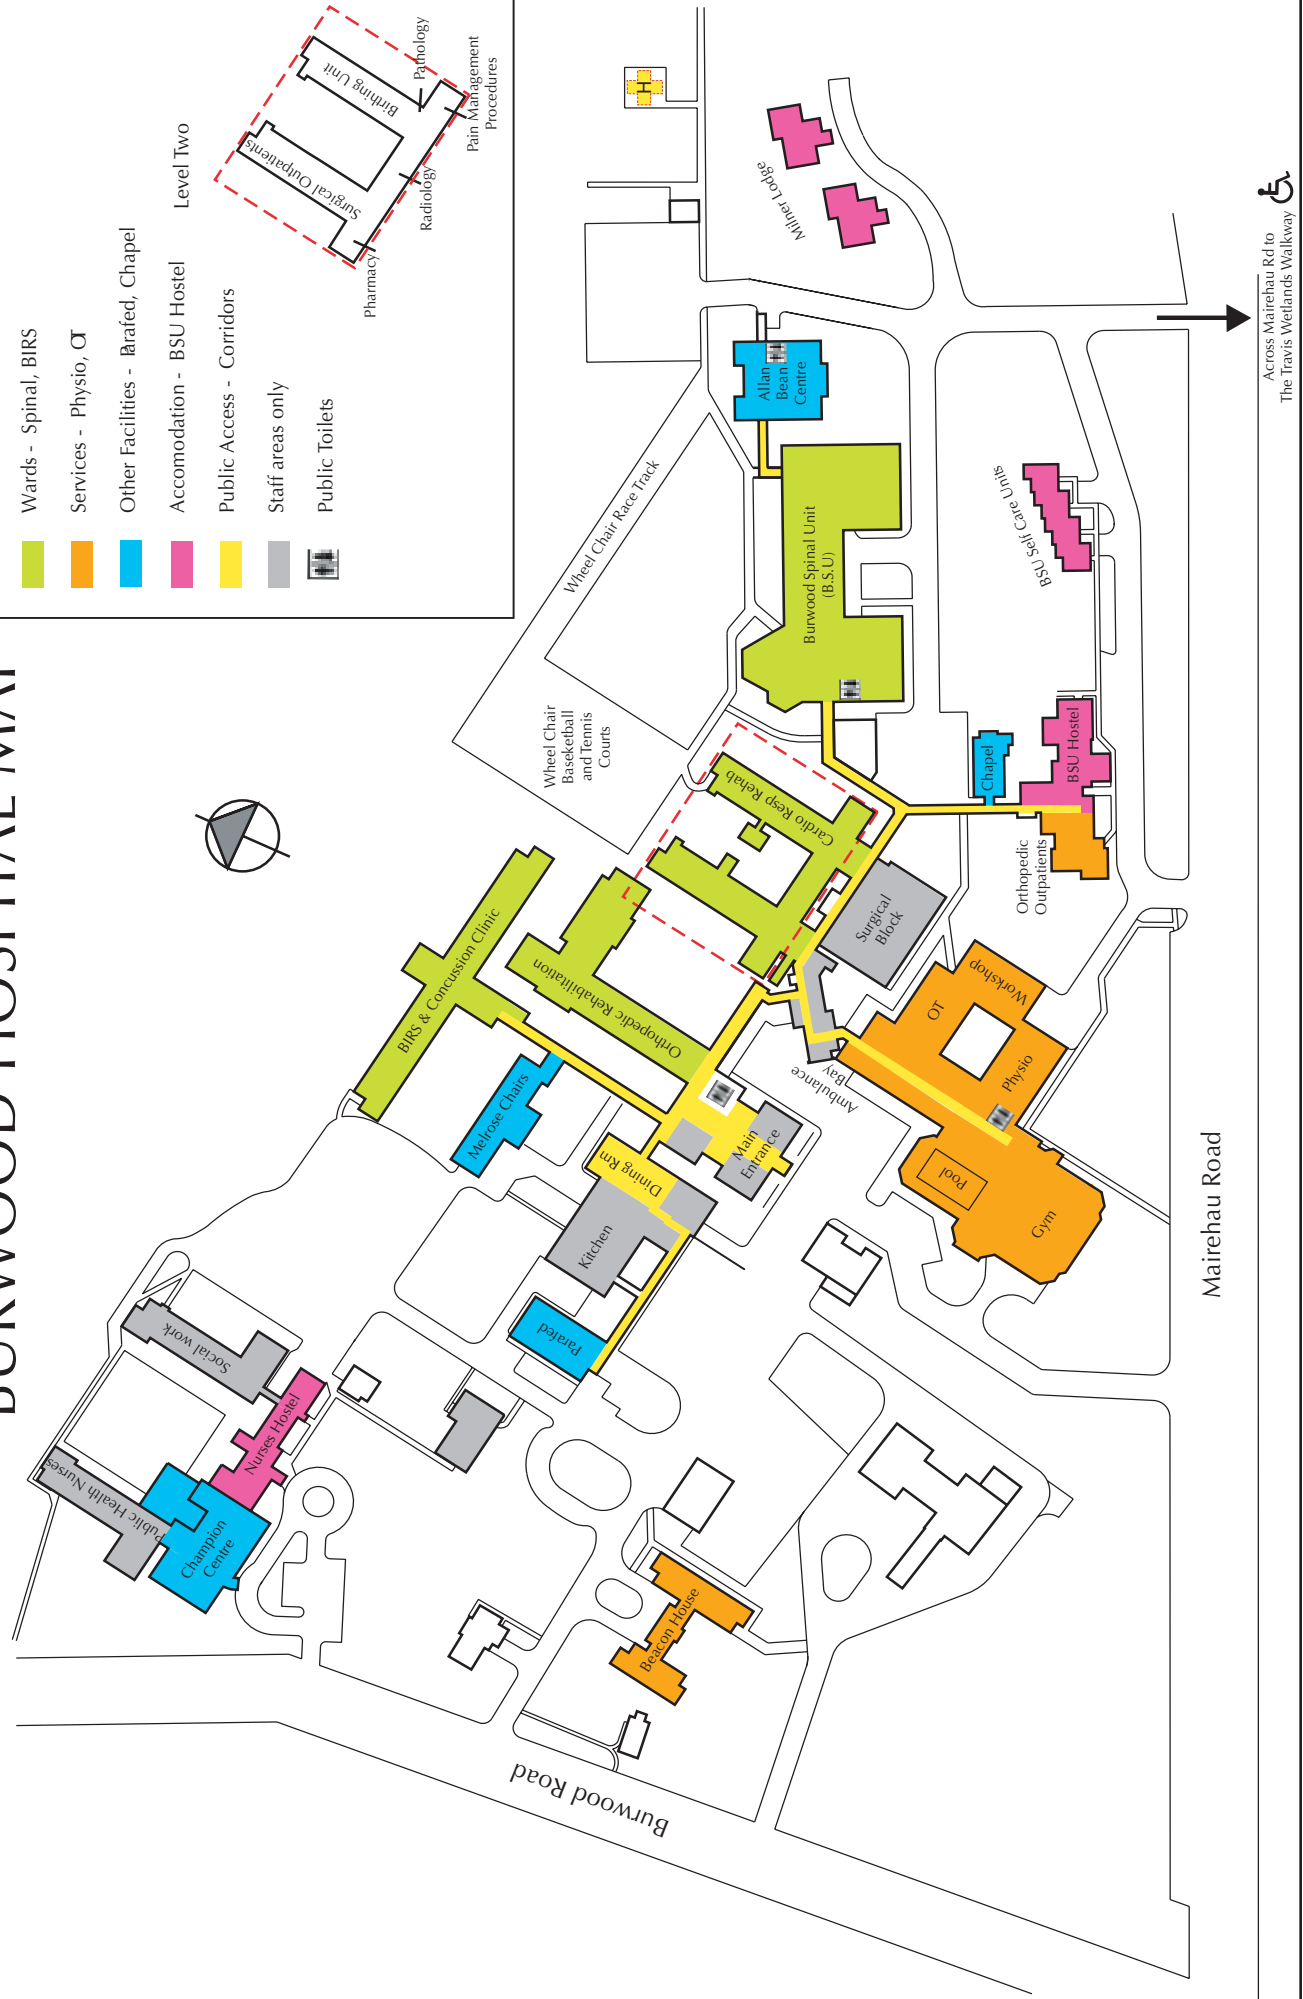 BURWOOD HOSPITAL MAP
Wards - Spinal, BIRS
Services - Physio, OT
Other Facilities - Parafed, Chapel
Accomodation - BSU Hostel
Public Access - Corridors
Staff areas only
Public Toilets
Level Two
Surgical Outpatients
Birthing Unit
Pathology
Pain Management
Procedures
Radiology
Pharmacy
H
Milner Lodge
Allan
Bean
Centre
Wheel Chair Race Track
Wheel Chair
Baseketball
and Tennis
Courts
Burwood Spinal Unit
(B.S.U)
BSU Self Care Units
BSU Hostel
Chapel
Orthopedic
Outpatients
Cardio Resp Rehab
Surgical
Block
BIRS & Concussion Clinic
Orthopedic Rehabilitation
Melrose Chairs
Ambulance
Bay
Main
Entrance
Dining Rm
Kitchen
Parafed
OT
Workshop
Physio
Pool
Gym
Social work
Nurses Hostel
Public Health Nurses
Champion
Centre
Beacon House
Burwood Road
Mairehau Road
Across Mairehau Rd to
The Travis Wetlands Walkway